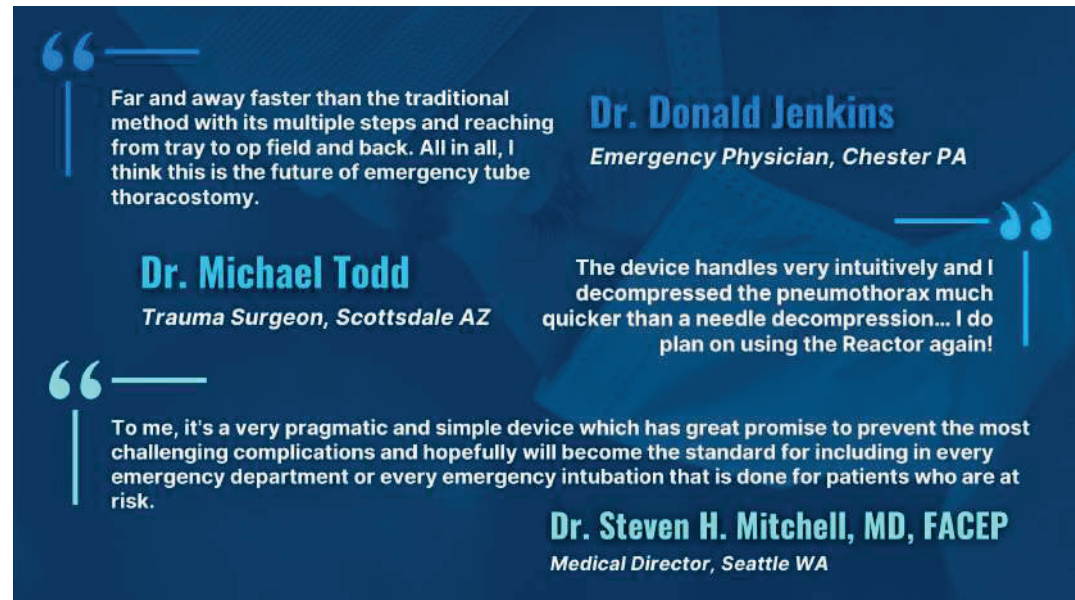 Far and away faster than the traditional
method with its multiple steps and reaching
from tray to op field and back. All in all, I
think this is the future of emergency tube
thoracostomy.
Dr. Donald Jenkins
Emergency Physician, Chester PA
Dr. Michael Todd
Trauma Surgeon, Scottsdale AZ
The device handles very intuitively and I
decompressed the pneumothorax much
quicker than a needle decompression... I do
plan on using the Reactor again!
To me, it's a very pragmatic and simple device which has great promise to prevent the most
challenging complications and hopefully will become the standard for including in every
emergency department or every emergency intubation that is done for patients who are at
risk.
Dr. Steven H. Mitchell, MD, FACEP
Medical Director, Seattle WA